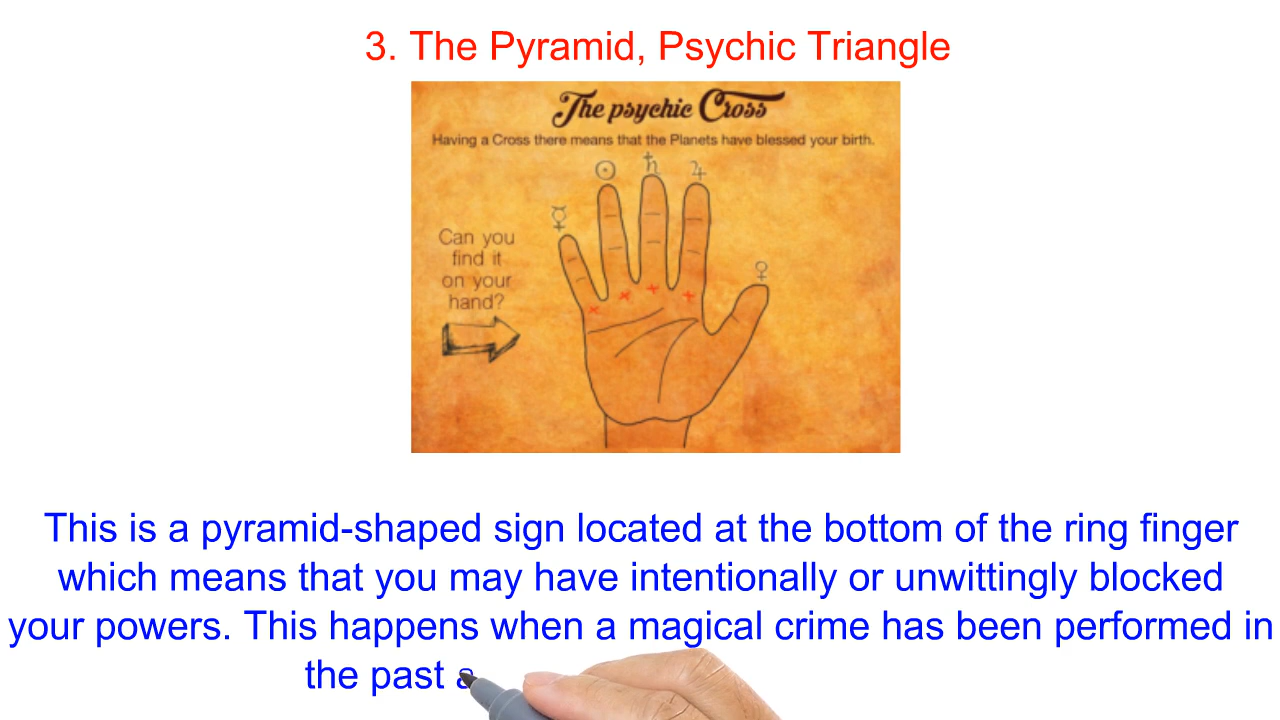 3. The Pyramid, Psychic Triangle
The psychic Cross
Having a Cross there means that the Planets have blessed your birth.
Can you
find it
on your
hand?
This is a pyramid-shaped sign located at the bottom of the ring finger
which means that you may have intentionally or unwittingly blocked
your powers. This happens when a magical crime has been performed in
the past